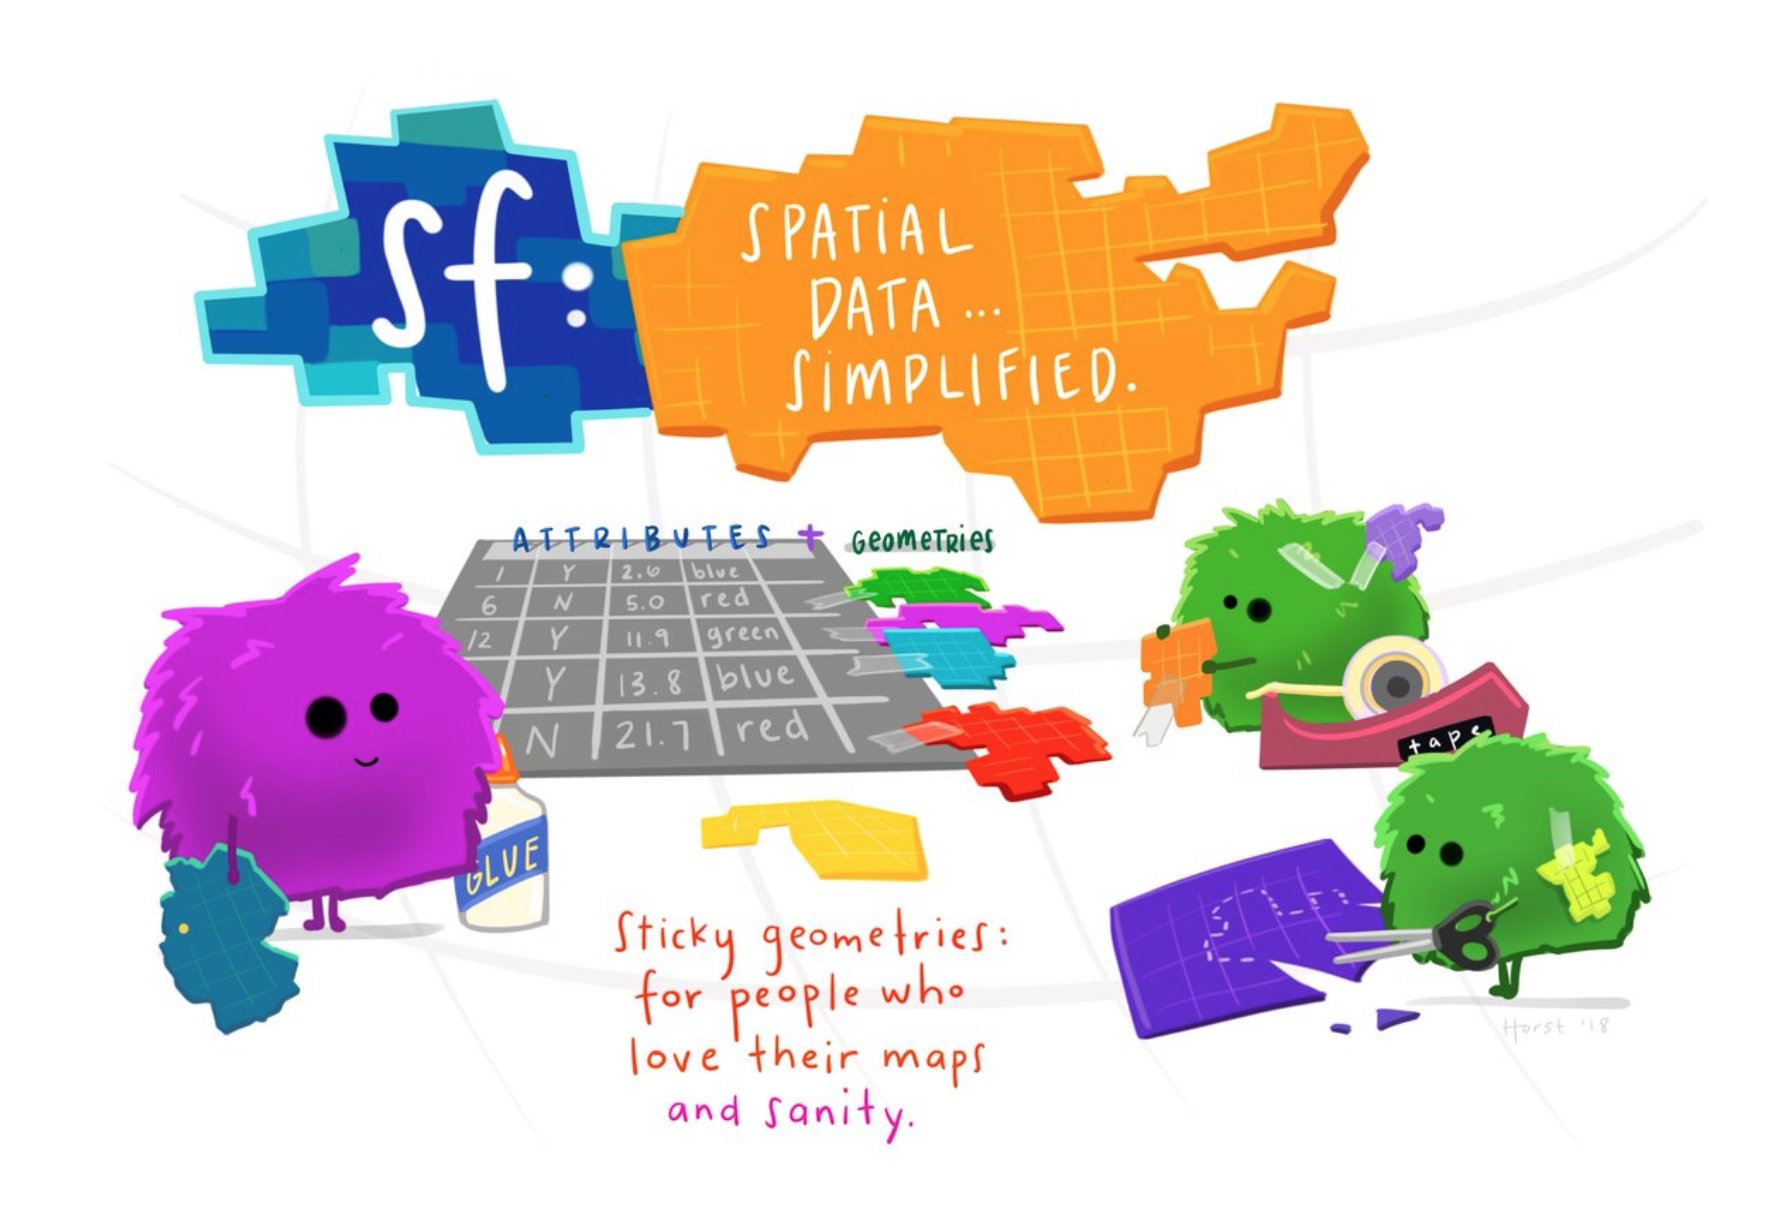 sf:
SPATiAL
DATA ...
SiMPLIFIED.
ATTRIBUTES + GEOMETRiES
1 Y 2.6 blue
6 N 5.0 red
12 Y 11.9 green
Y 13.8 blue
N 21.7 red
tape
GLUE
Sticky geometries:
for people who
love their maps
and sanity.
Horst '18